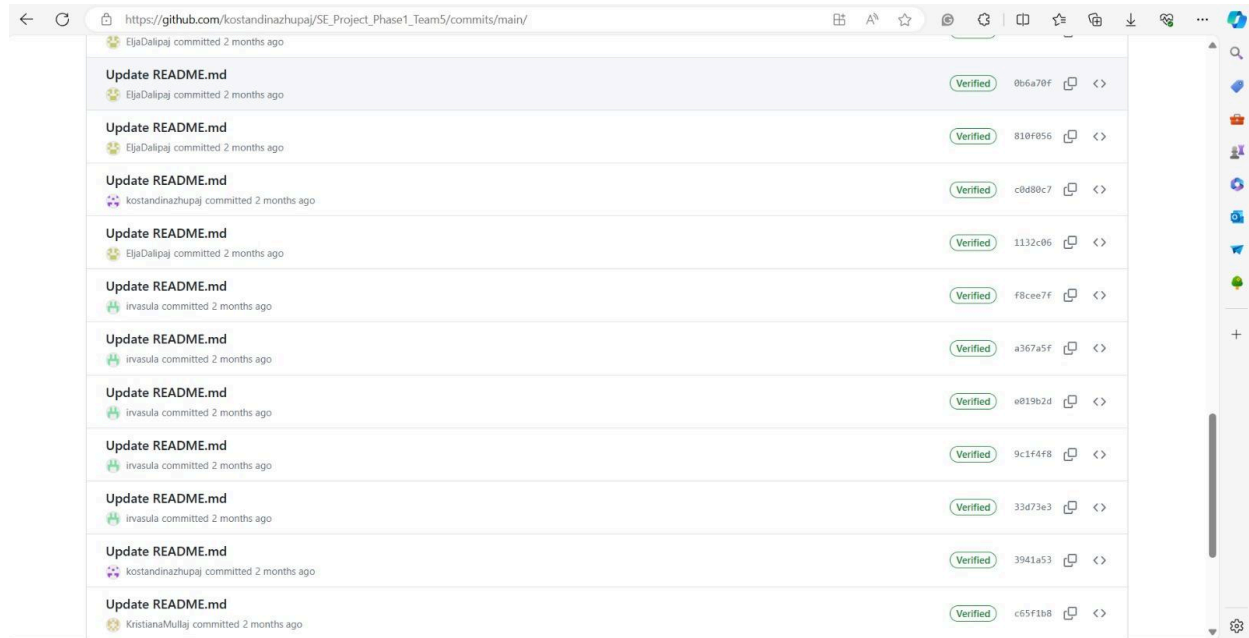 https://github.com/kostandinazhupaj/SE_Project_Phase1_Team5/commits/main/
EljaDalipaj committed 2 months ago
Update README.md
Verified 0b6a70f
EljaDalipaj committed 2 months ago
Update README.md
Verified 810f056
EljaDalipaj committed 2 months ago
Update README.md
Verified c0d80c7
kostandinazhupaj committed 2 months ago
Update README.md
Verified 1132c06
EljaDalipaj committed 2 months ago
Update README.md
Verified f8cee7f
irvasula committed 2 months ago
Update README.md
Verified a367a5f
irvasula committed 2 months ago
Update README.md
Verified e019b2d
irvasula committed 2 months ago
Update README.md
Verified 9c1f4f8
irvasula committed 2 months ago
Update README.md
Verified 33d73e3
irvasula committed 2 months ago
Update README.md
Verified 3941a53
kostandinazhupaj committed 2 months ago
Update README.md
Verified c65f1b8
KristianaMullaj committed 2 months ago